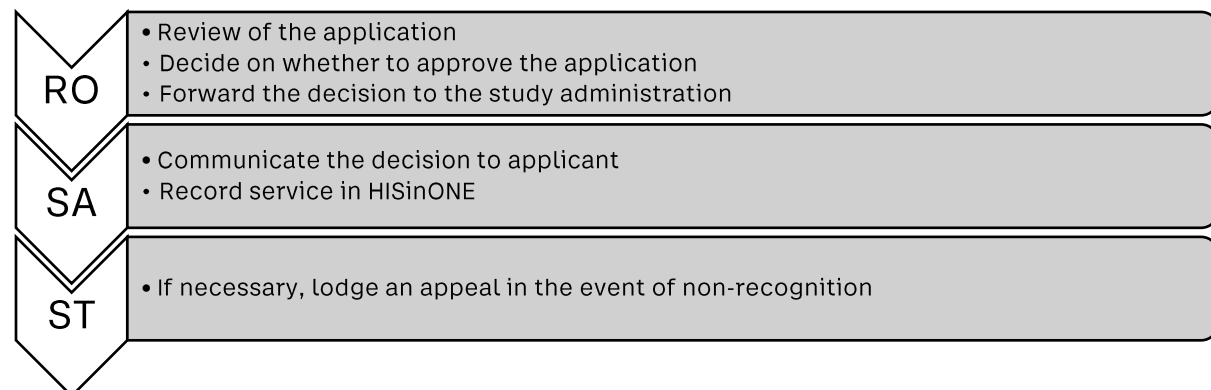 RO
• Review of the application
• Decide on whether to approve the application
• Forward the decision to the study administration
SA
• Communicate the decision to applicant
• Record service in HISinONE
ST
• If necessary, lodge an appeal in the event of non-recognition